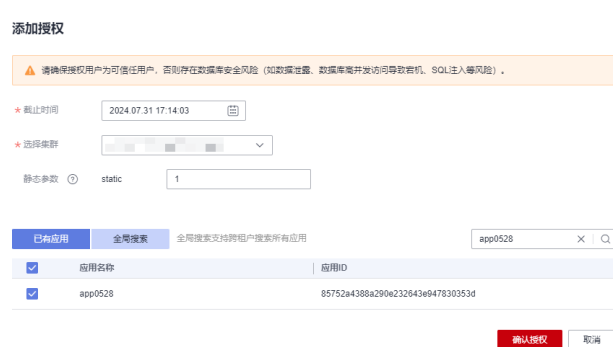 添加授权
请确保授权用户为可信任用户，否则存在数据库安全风险（如数据泄露、数据库高并发访问导致宕机、SQL注入等风险）。
* 截止时间 2024.07.31 17:14:03
* 选择集群
静态参数 ? static 1
已有应用 全局搜索 全局搜索支持跨租户搜索所有应用 app0528
应用名称 应用ID
app0528 85752a4388a290e232643e947830353d
确认授权 取消